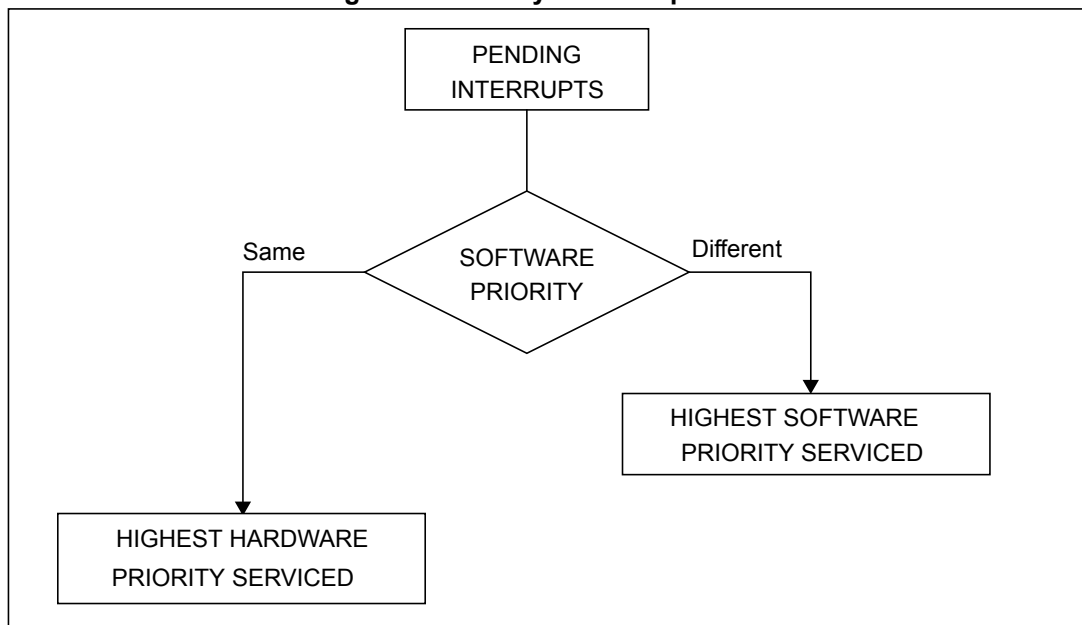 PENDING
INTERRUPTS
Same
SOFTWARE
PRIORITY
Different
HIGHEST SOFTWARE
PRIORITY SERVICED
HIGHEST HARDWARE
PRIORITY SERVICED